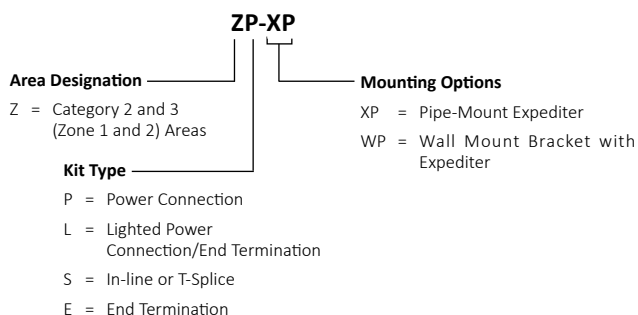 ZP-XP
Area Designation
Z = Category 2 and 3
(Zone 1 and 2) Areas
Kit Type
P = Power Connection
L = Lighted Power
Connection/End Termination
S = In-line or T-Splice
E = End Termination
Mounting Options
XP = Pipe-Mount Expediter
WP = Wall Mount Bracket with
Expediter